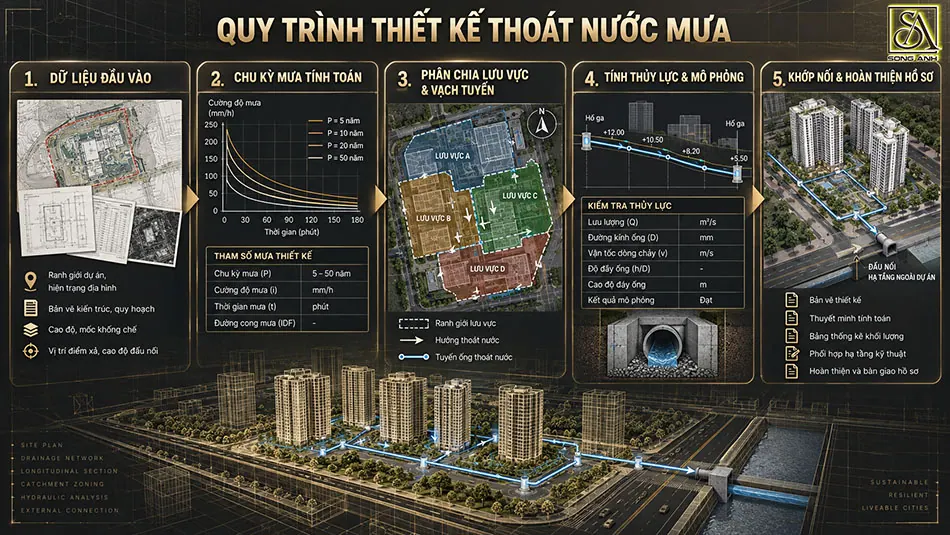 QUY TRÌNH THIẾT KẾ THOÁT NƯỚC MƯA
SA
SONG ANH
1. DỮ LIỆU ĐẦU VÀO
Ranh giới dự án,
hiện trạng địa hình
Bản vẽ kiến trúc, quy hoạch
Cao độ, mốc khống chế
Vị trí điểm xả, cao độ đấu nối
2. CHU KỲ MƯA TÍNH TOÁN
Cường độ mưa
(mm/h)
250
200
150
100
50
0
0 30 60 90 120 150 180
Thời gian (phút)
P = 5 năm
P = 10 năm
P = 20 năm
P = 50 năm
THAM SỐ MƯA THIẾT KẾ
Chu kỳ mưa (P) 5 – 50 năm
Cường độ mưa (i) mm/h
Thời gian mưa (t) phút
Đường cong mưa (IDF) -
3. PHÂN CHIA LƯU VỰC
& VẠCH TUYẾN
N
LƯU VỰC A
LƯU VỰC B
LƯU VỰC C
LƯU VỰC D
Ranh giới lưu vực
Hướng thoát nước
Tuyến ống thoát nước
4. TÍNH THỦY LỰC & MÔ PHỎNG
Hố ga
+12.00
+10.50
+8.20
Hố ga
+5.50
KIỂM TRA THỦY LỰC
Lưu lượng (Q) m³/s
Đường kính ống (D) mm
Vận tốc dòng chảy (v) m/s
Độ đầy ống (h/D) -
Cao độ đáy ống m
Kết quả mô phỏng Đạt
5. KHỚP NỐI & HOÀN THIỆN HỒ SƠ
ĐẤU NỐI
HẠ TẦNG NGOÀI DỰ ÁN
Bản vẽ thiết kế
Thuyết minh tính toán
Bảng thống kê khối lượng
Phối hợp hạ tầng kỹ thuật
Hoàn thiện và bàn giao hồ sơ
SITE PLAN
DRAINAGE NETWORK
LONGITUDINAL SECTION
CATCHMENT ZONING
HYDRAULIC ANALYSIS
EXTERNAL CONNECTION
SUSTAINABLE
RESILIENT
LIVEABLE CITIES